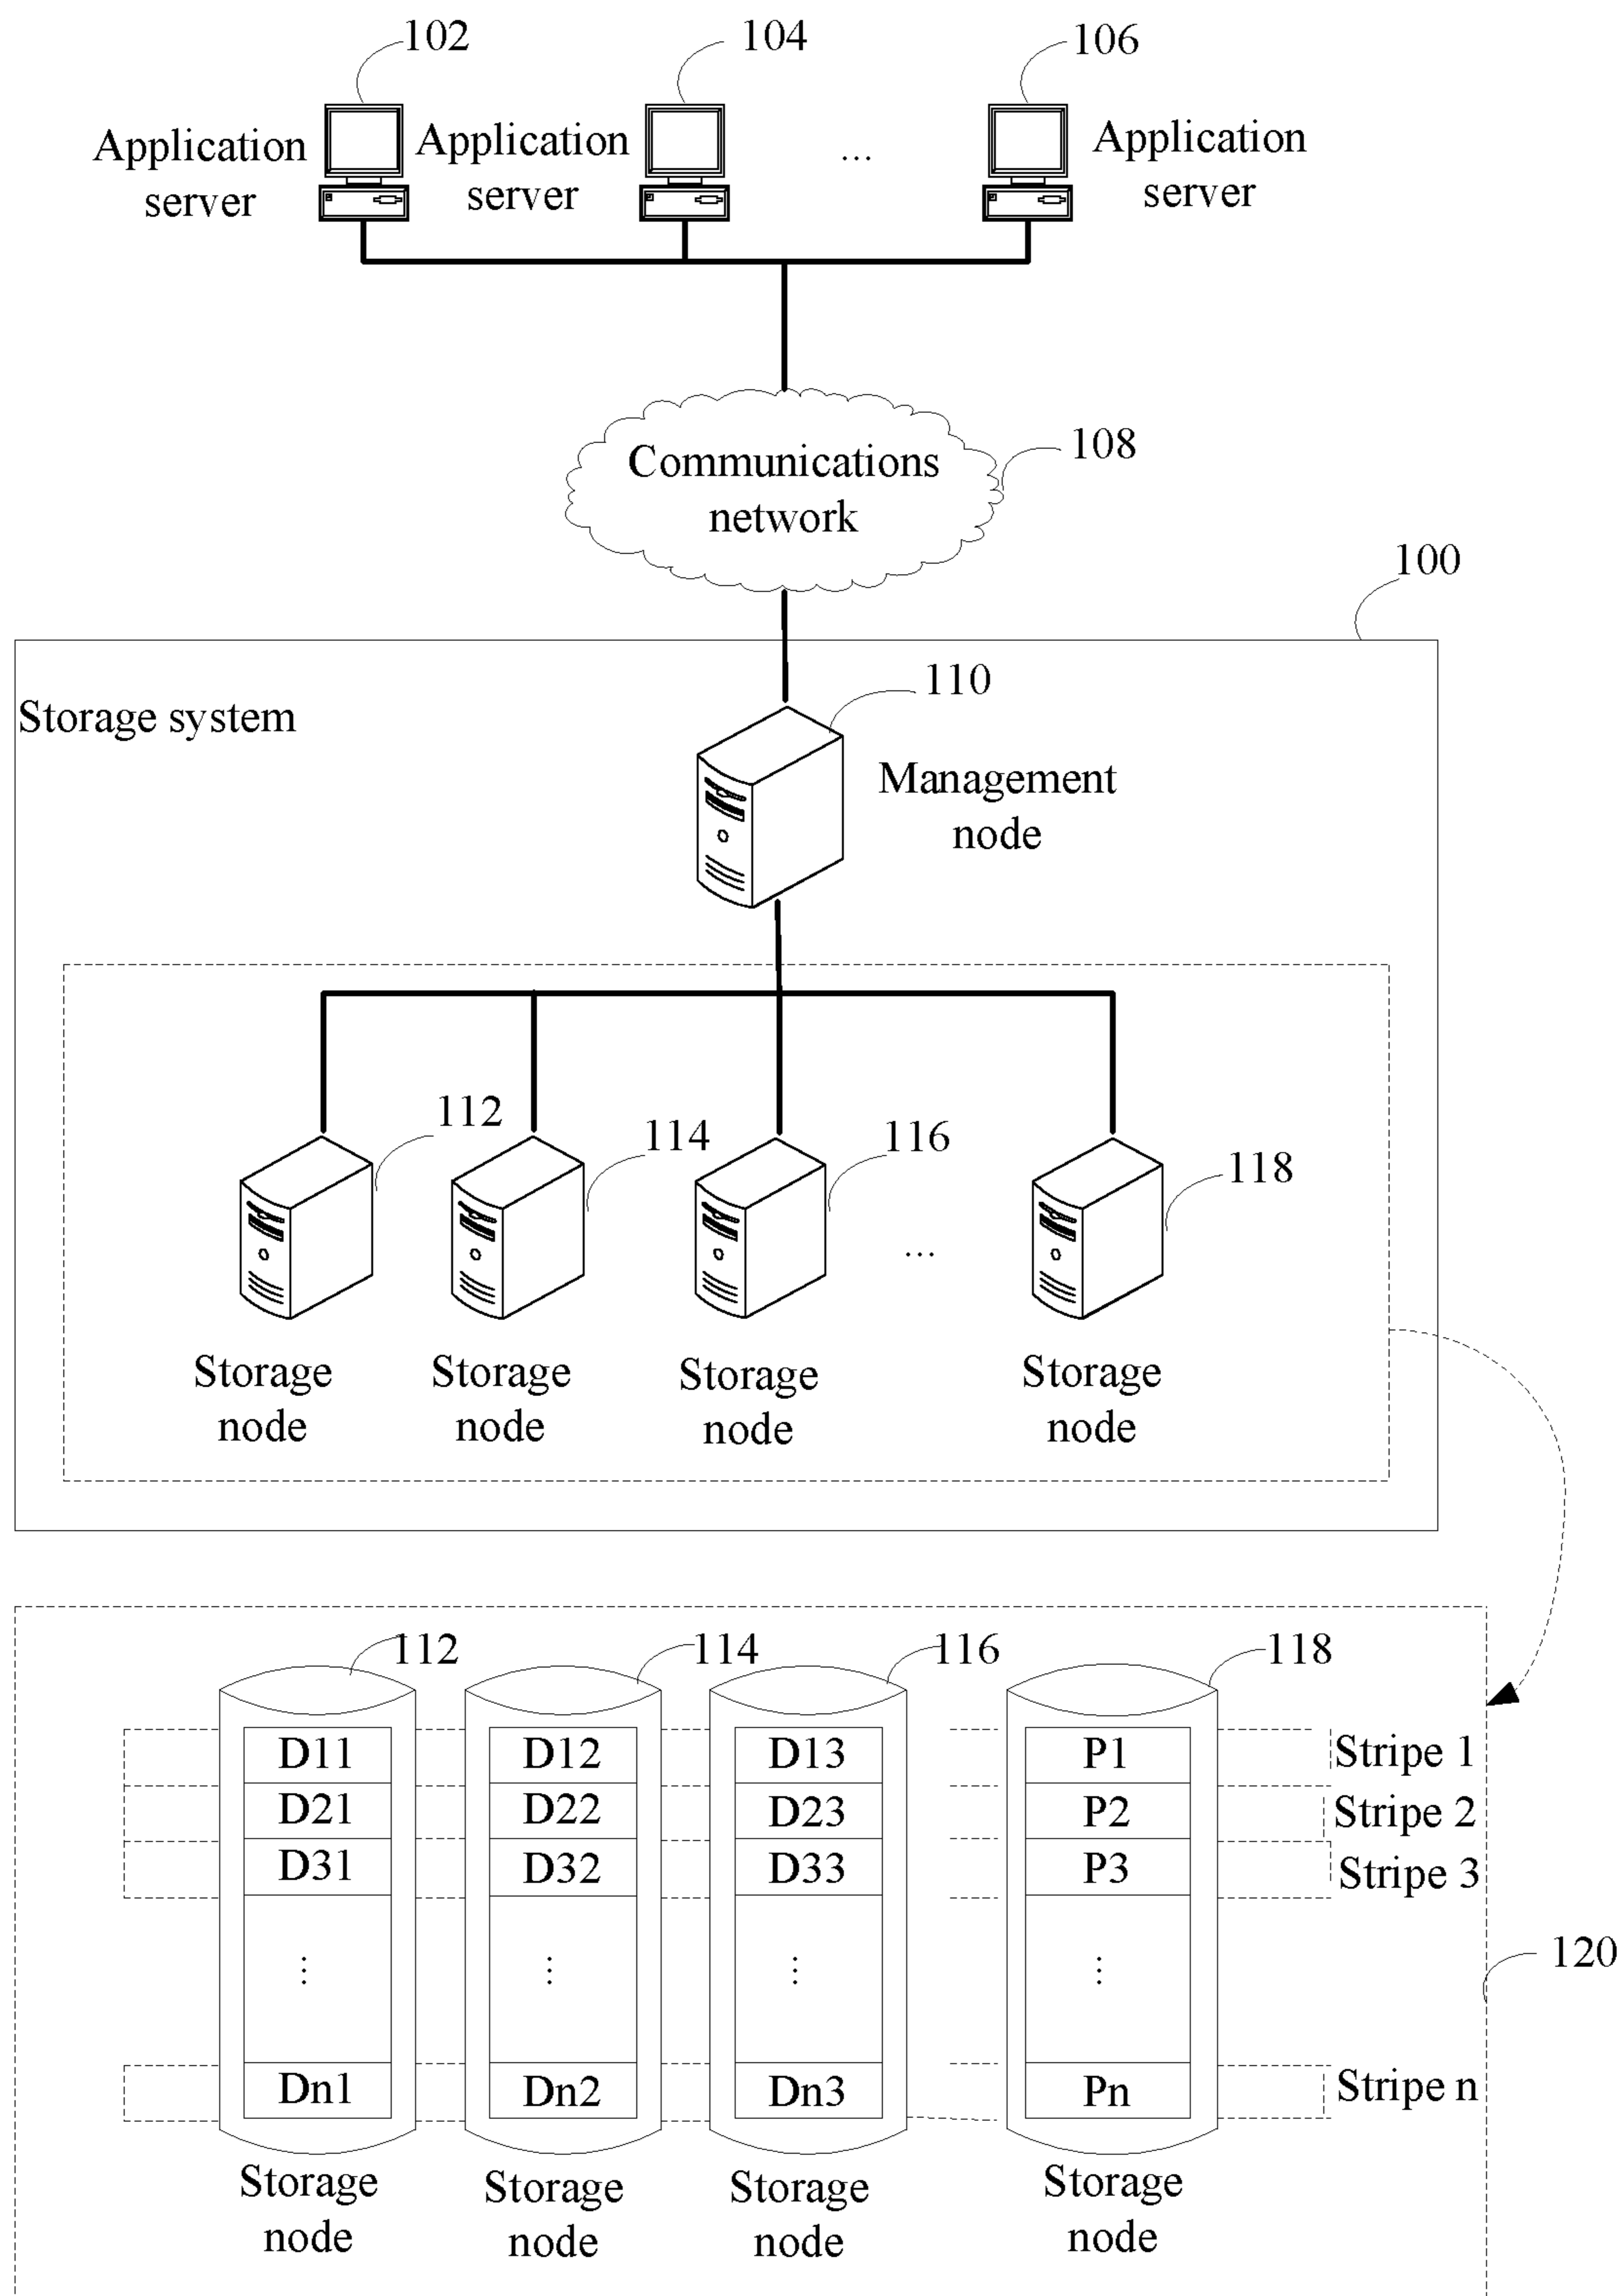 102
104
106
Application
server
Application
server
...
Application
server
Communications
network
108
100
Storage system
110
Management
node
112
114
116
118
...
Storage
node
Storage
node
Storage
node
Storage
node
112
114
116
118
D11
D12
D13
P1
Stripe 1
D21
D22
D23
P2
Stripe 2
D31
D32
D33
P3
Stripe 3
...
...
...
...
120
Dn1
Dn2
Dn3
Pn
Stripe n
Storage
node
Storage
node
Storage
node
Storage
node